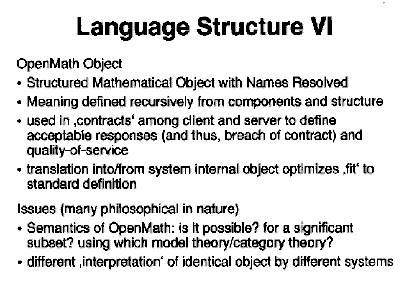 Language Structure VI
OpenMath Object
• Structured Mathematical Object with Names Resolved
• Meaning defined recursively from components and structure
• used in ‚contracts‘ among client and server to define
acceptable responses (and thus, breach of contract) and
quality-of-service
• translation into/from system internal object optimizes ‚fit‘ to
standard definition
Issues (many philosophical in nature)
• Semantics of OpenMath: is it possible? for a significant
subset? using which model theory/category theory?
• different ‚interpretation‘ of identical object by different systems